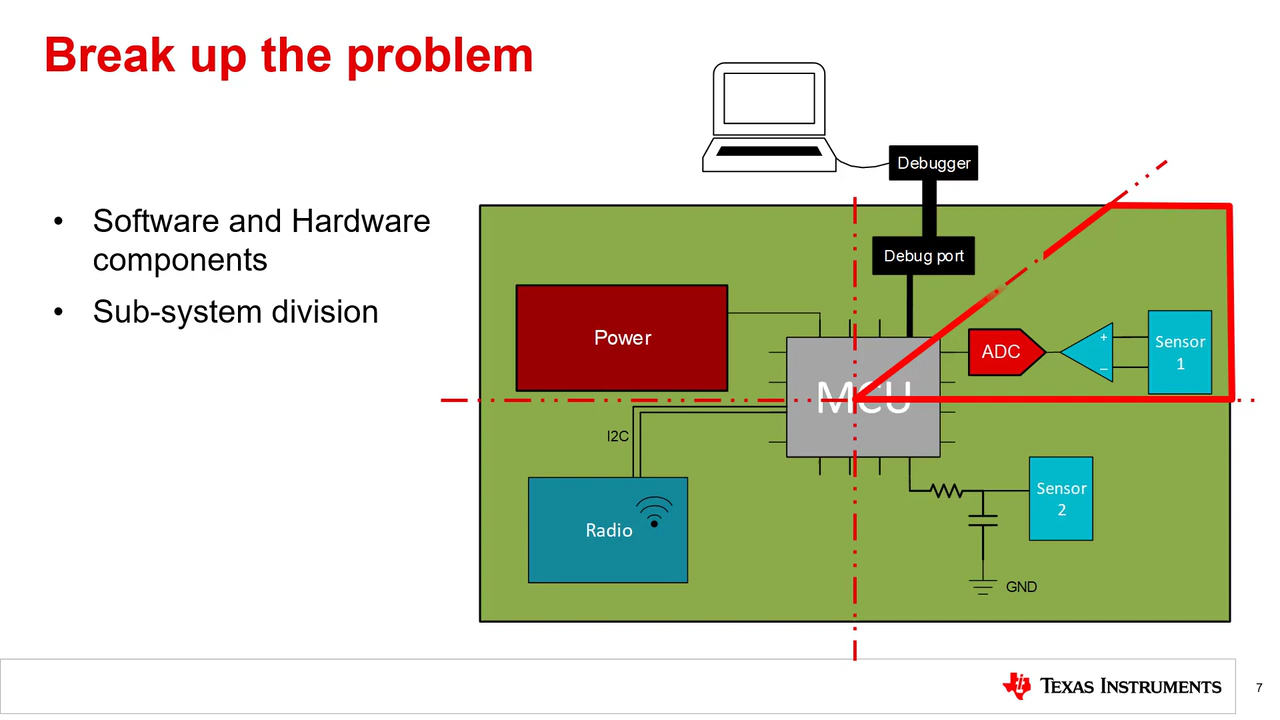 Break up the problem
Debugger
• Software and Hardware
components
• Sub-system division
Debug port
Power
MCU
ADC
+
–
Sensor
1
I2C
Radio
Sensor
2
GND
TEXAS INSTRUMENTS
7